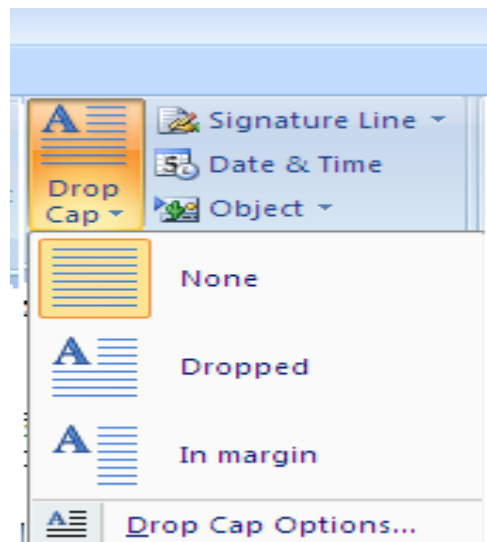 Signature Line
Date & Time
Drop
Cap
Object
None
A
Dropped
A
In margin
Drop Cap Options...